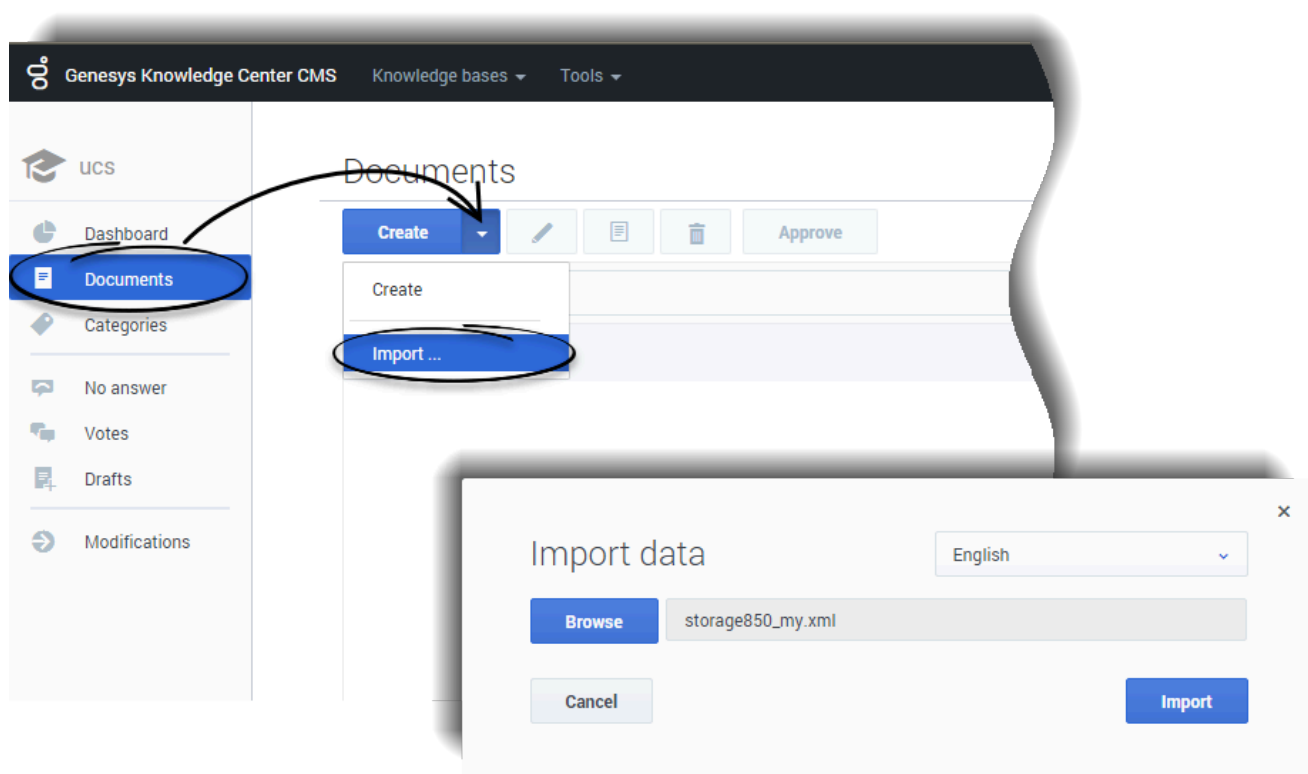 Genesys Knowledge Center CMS Knowledge bases Tools
ucs
Documents
Dashboard
Create Approve
Documents
Create
Categories
Import ...
No answer
Votes
Drafts
Modifications
Import data English
Browse storage850_my.xml
Cancel Import